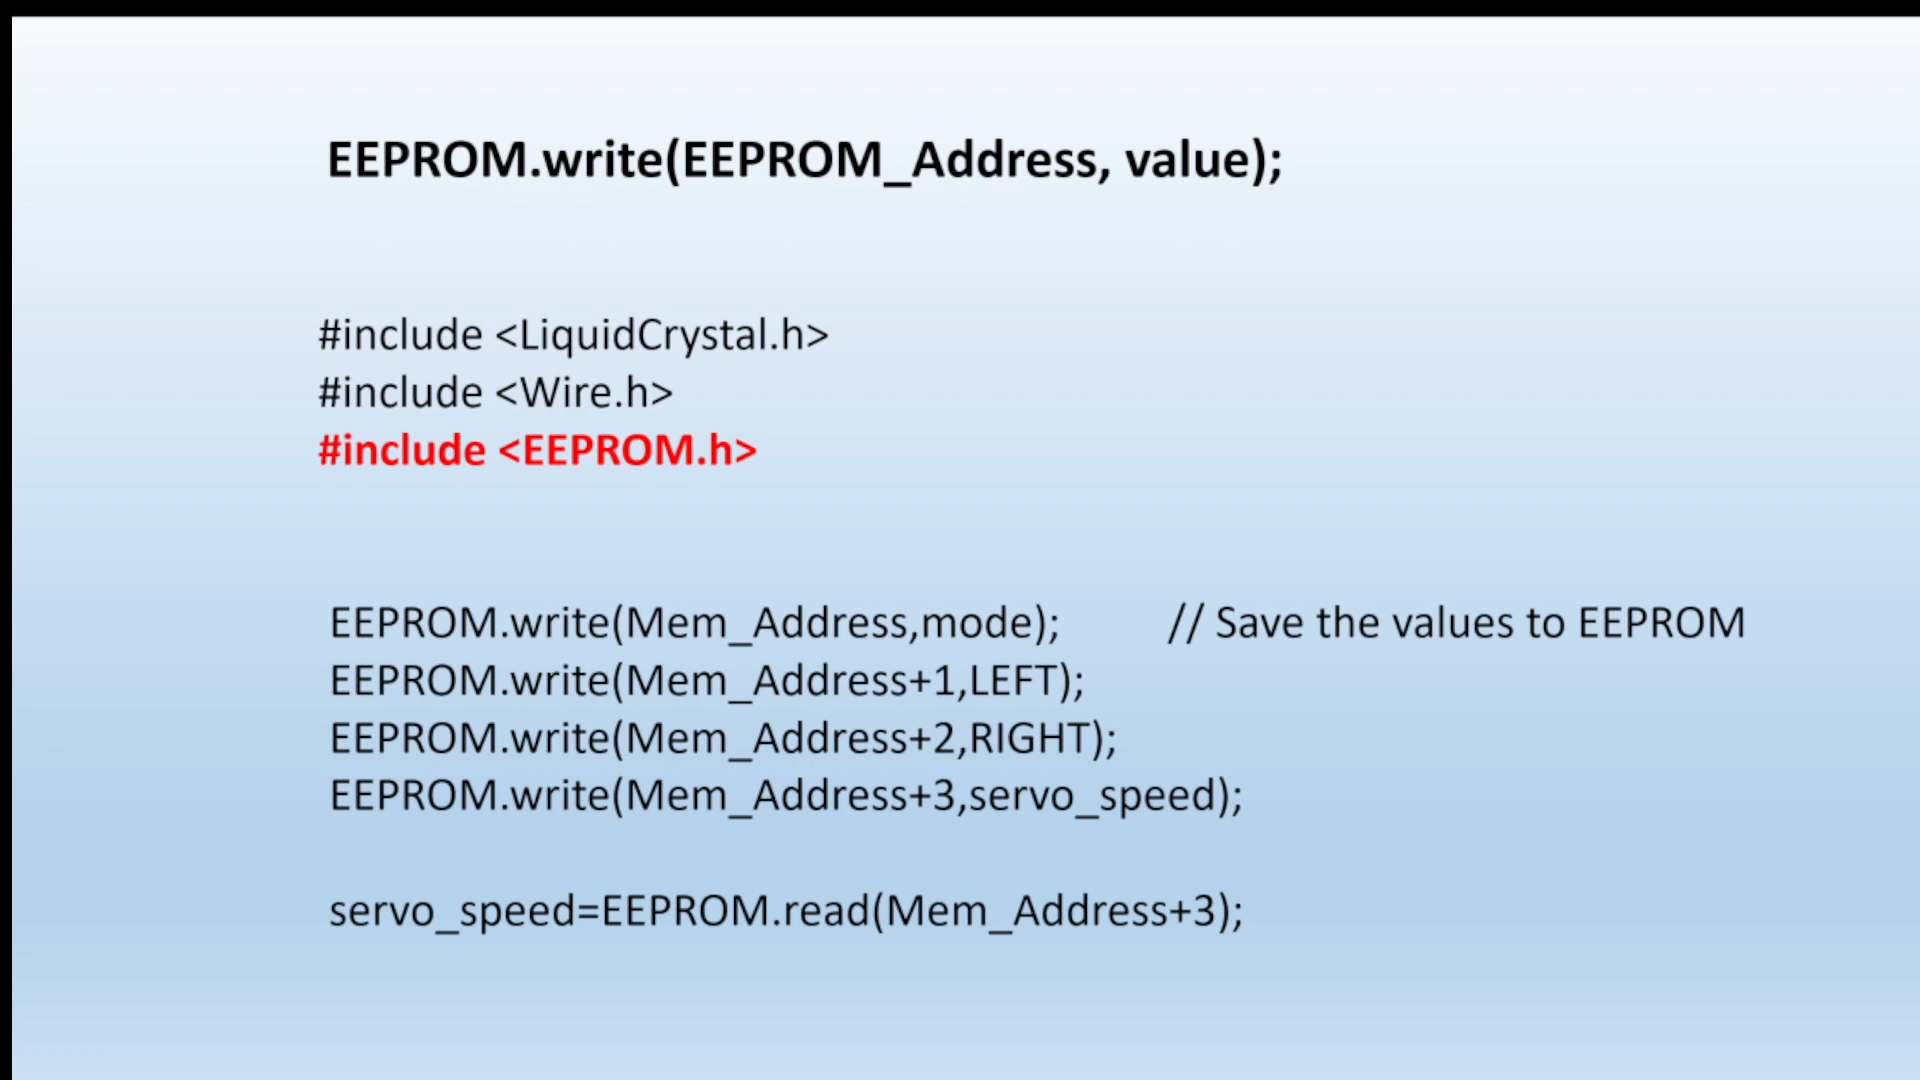 EEPROM.write(EEPROM_Address, value);
#include <LiquidCrystal.h>
#include <Wire.h>
#include <EEPROM.h>
EEPROM.write(Mem_Address,mode); // Save the values to EEPROM
EEPROM.write(Mem_Address+1,LEFT);
EEPROM.write(Mem_Address+2,RIGHT);
EEPROM.write(Mem_Address+3,servo_speed);
servo_speed=EEPROM.read(Mem_Address+3);